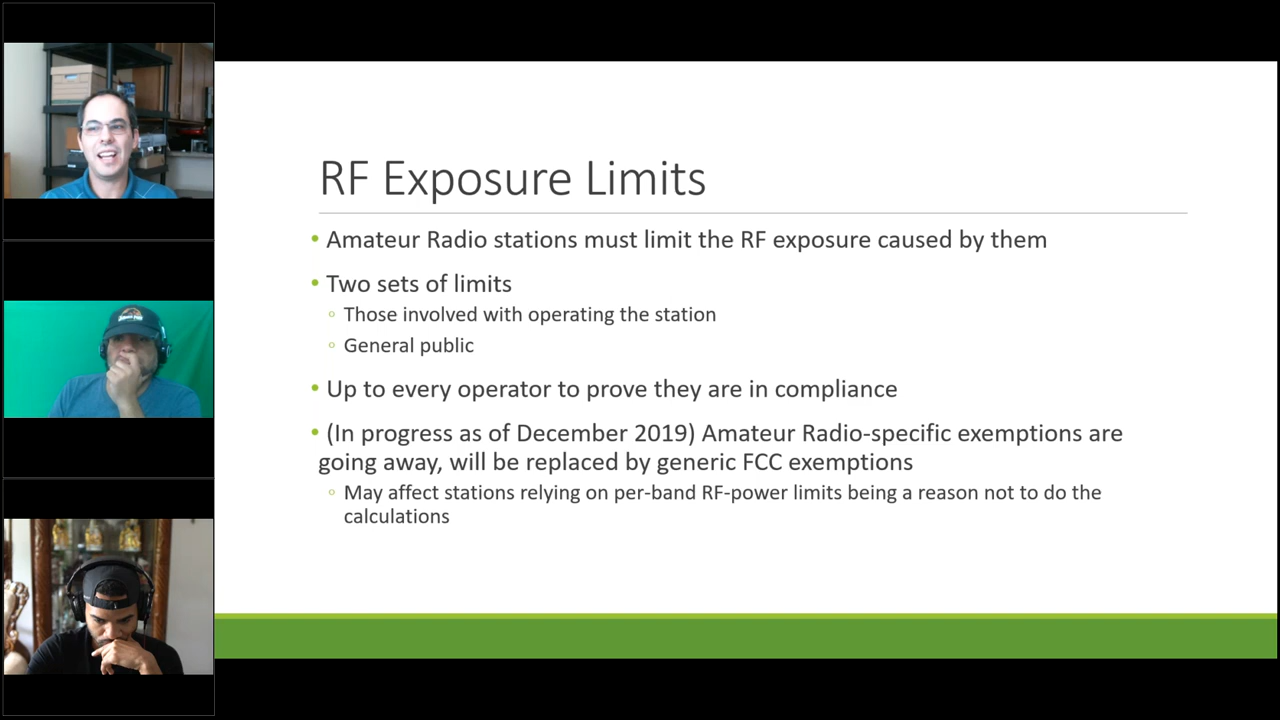 RF Exposure Limits
• Amateur Radio stations must limit the RF exposure caused by them
• Two sets of limits
◦ Those involved with operating the station
◦ General public
• Up to every operator to prove they are in compliance
• (In progress as of December 2019) Amateur Radio-specific exemptions are
going away, will be replaced by generic FCC exemptions
◦ May affect stations relying on per-band RF-power limits being a reason not to do the
calculations